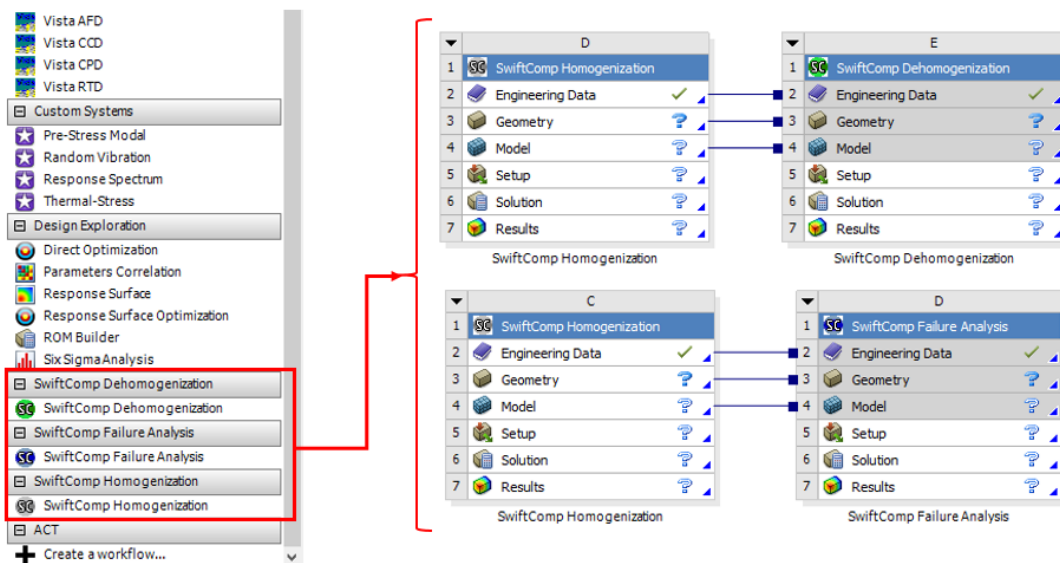 Vista AFD
Vista CCD
Vista CPD
Vista RTD
Custom Systems
Pre-Stress Modal
Random Vibration
Response Spectrum
Thermal-Stress
Design Exploration
Direct Optimization
Parameters Correlation
Response Surface
Response Surface Optimization
ROM Builder
Six Sigma Analysis
SwiftComp Dehomogenization
SC SwiftComp Dehomogenization
SwiftComp Failure Analysis
SC SwiftComp Failure Analysis
SwiftComp Homogenization
SC SwiftComp Homogenization
ACT
Create a workflow...
D
1 SC SwiftComp Homogenization
2 Engineering Data
3 Geometry ?
4 Model ?
5 Setup ?
6 Solution ?
7 Results ?
SwiftComp Homogenization
E
1 SC SwiftComp Dehomogenization
2 Engineering Data
3 Geometry ?
4 Model ?
5 Setup ?
6 Solution ?
7 Results ?
SwiftComp Dehomogenization
C
1 SC SwiftComp Homogenization
2 Engineering Data
3 Geometry ?
4 Model ?
5 Setup ?
6 Solution ?
7 Results ?
SwiftComp Homogenization
D
1 SC SwiftComp Failure Analysis
2 Engineering Data
3 Geometry ?
4 Model ?
5 Setup ?
6 Solution ?
7 Results ?
SwiftComp Failure Analysis